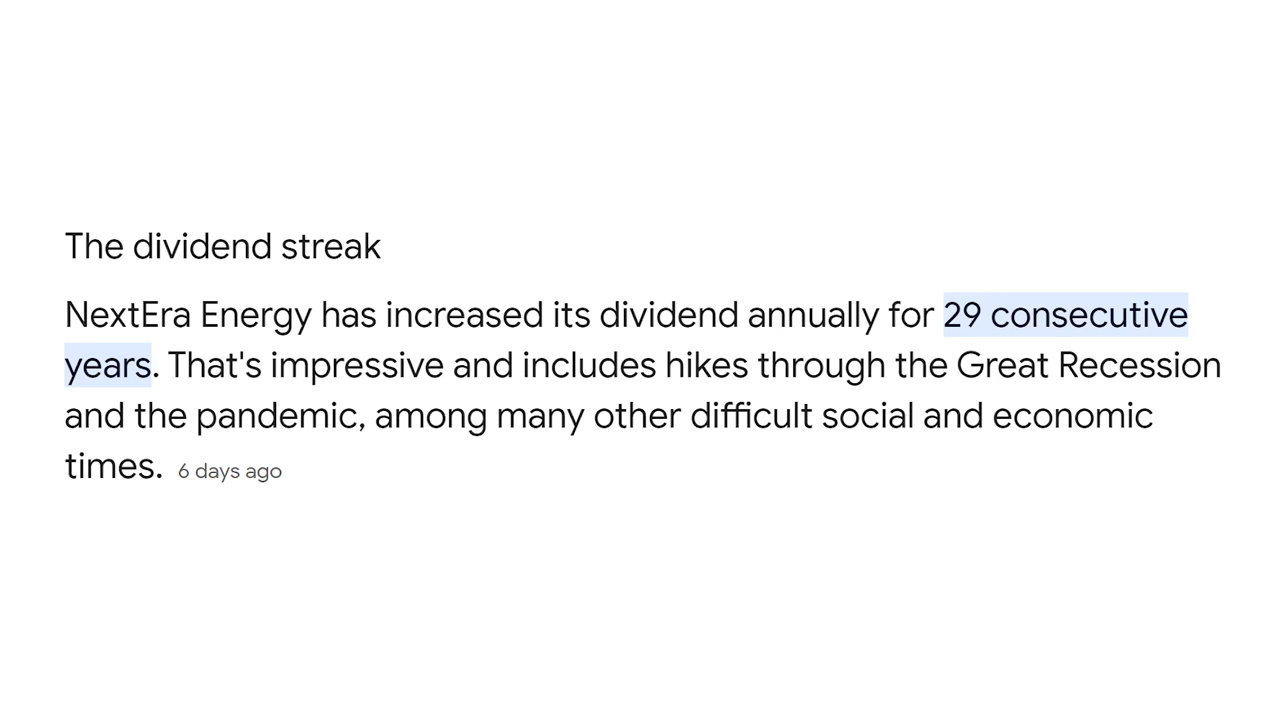 The dividend streak
NextEra Energy has increased its dividend annually for 29 consecutive
years. That's impressive and includes hikes through the Great Recession
and the pandemic, among many other difficult social and economic
times. 6 days ago